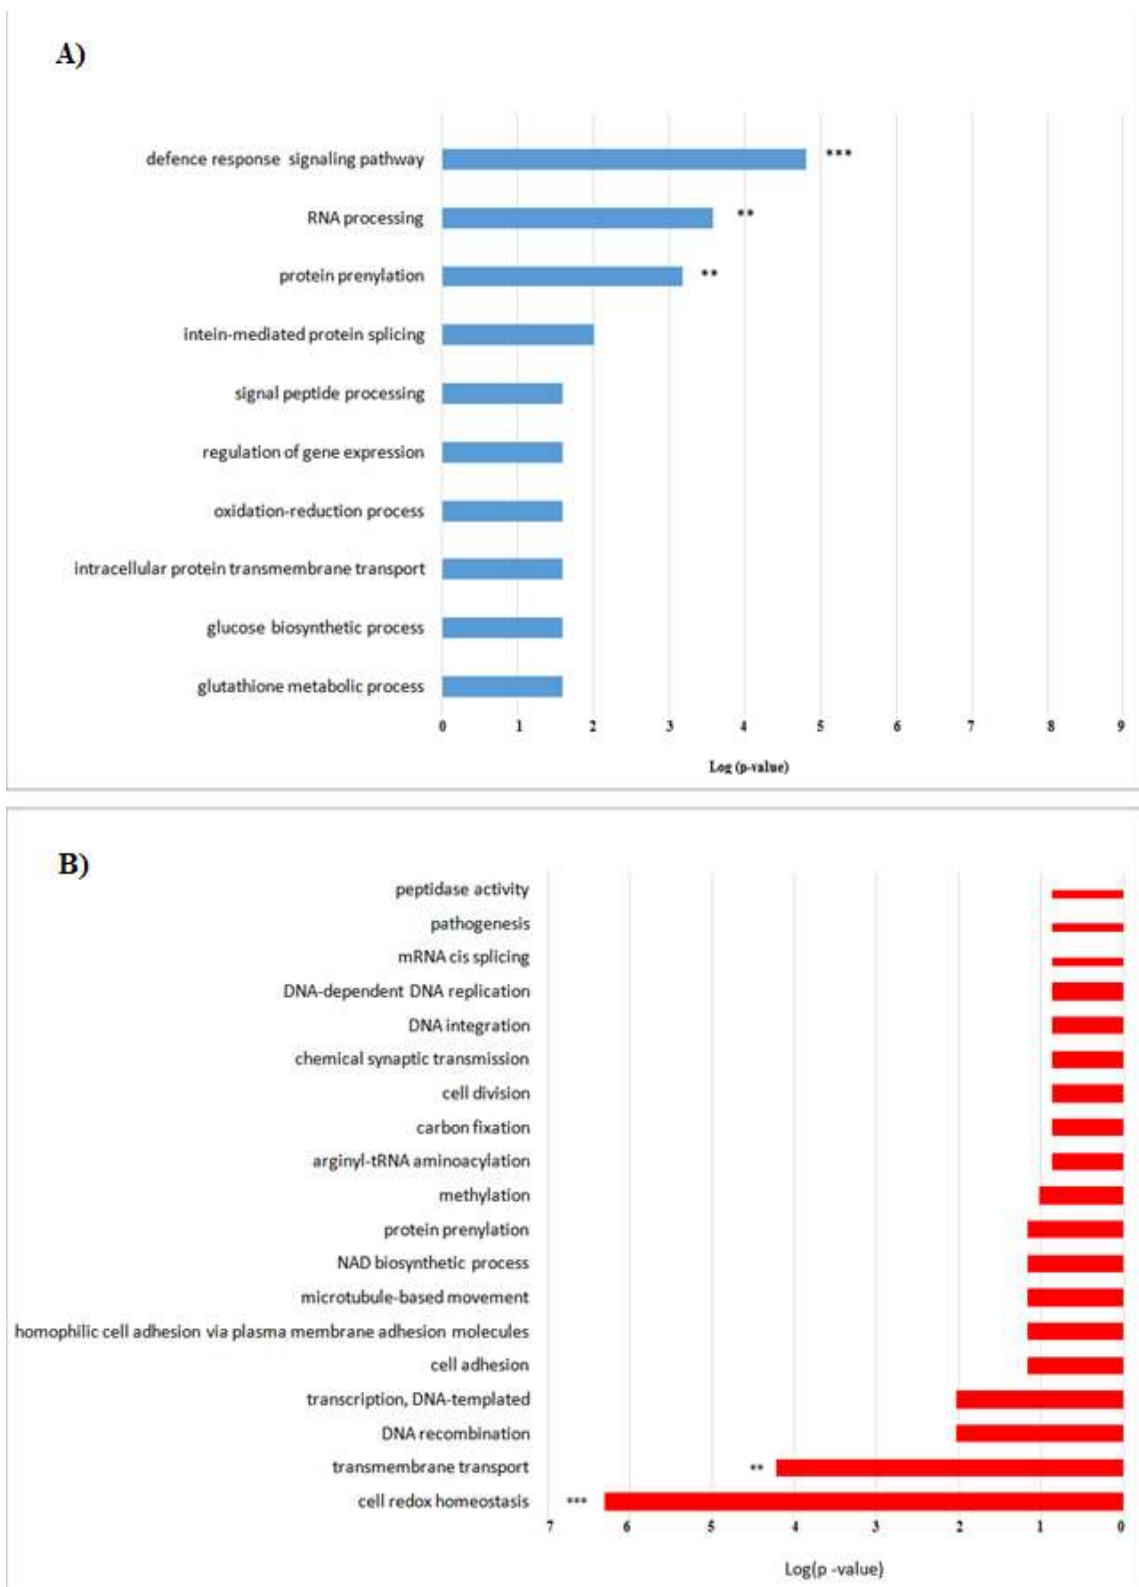 A)
defence response signaling pathway ***
RNA processing **
protein prenylation **
intein-mediated protein splicing
signal peptide processing
regulation of gene expression
oxidation-reduction process
intracellular protein transmembrane transport
glucose biosynthetic process
glutathione metabolic process
0 1 2 3 4 5 6 7 8 9
Log (p-value)
B)
peptidase activity
pathogenesis
mRNA cis splicing
DNA-dependent DNA replication
DNA integration
chemical synaptic transmission
cell division
carbon fixation
arginyl-tRNA aminoacylation
methylation
protein prenylation
NAD biosynthetic process
microtubule-based movement
homophilic cell adhesion via plasma membrane adhesion molecules
cell adhesion
transcription, DNA-templated
DNA recombination
transmembrane transport **
cell redox homeostasis ***
7 6 5 4 3 2 1 0
Log(p -value)